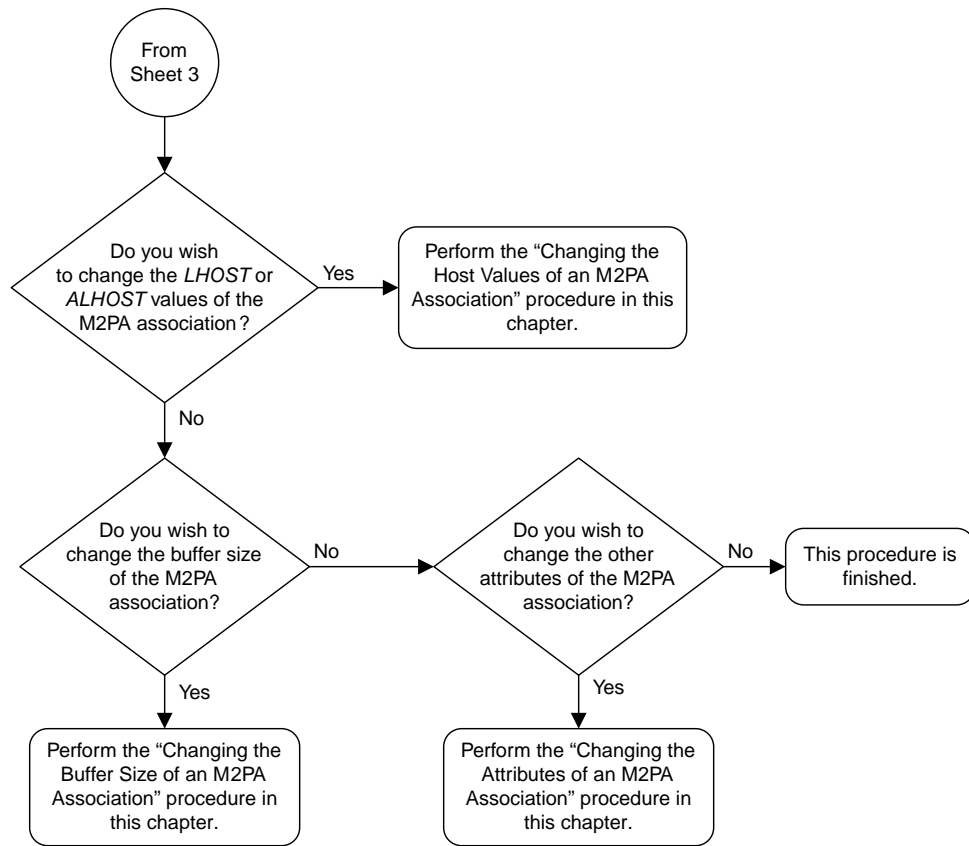 From
Sheet 3
Do you wish
to change the LHOST or
ALHOST values of the
M2PA association?
Yes
Perform the “Changing the
Host Values of an M2PA
Association” procedure in this
chapter.
No
Do you wish to
change the buffer size
of the M2PA
association?
No
Do you wish to
change the other
attributes of the M2PA
association?
No
This procedure is
finished.
Yes
Perform the “Changing the
Buffer Size of an M2PA
Association” procedure in
this chapter.
Yes
Perform the “Changing the
Attributes of an M2PA
Association” procedure in
this chapter.